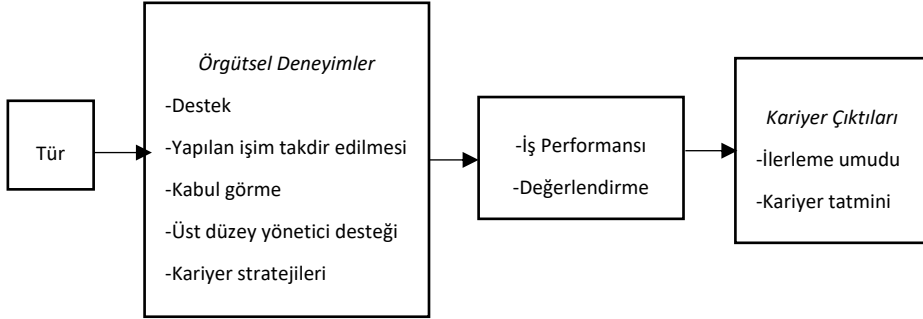 Tür
Örgütsel Deneyimler
-Destek
-Yapılan işim takdir edilmesi
-Kabul görme
-Üst düzey yönetici desteği
-Kariyer stratejileri
-İş Performansı
-Değerlendirme
Kariyer Çıktıları
-İlerleme umudu
-Kariyer tatmini